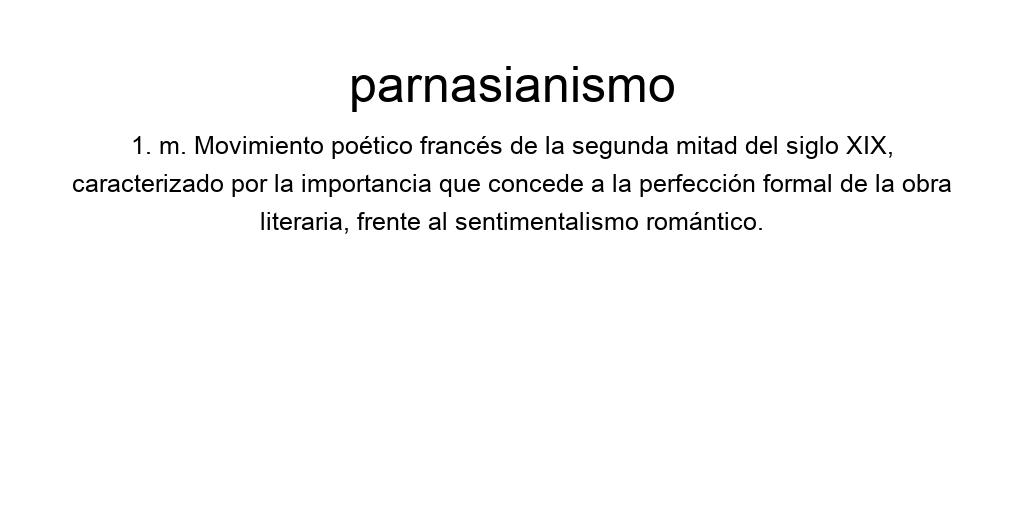 parnasianismo
1. m. Movimiento poético francés de la segunda mitad del siglo XIX,
caracterizado por la importancia que concede a la perfección formal de la obra
literaria, frente al sentimentalismo romántico.